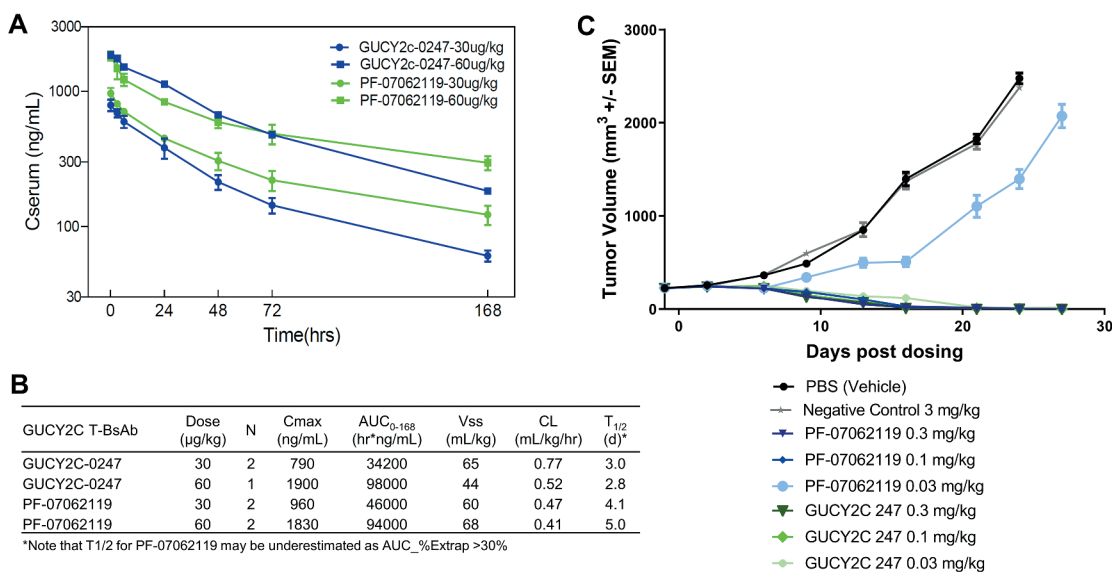 A
3000
1000
300
100
30
Cserum (ng/mL)
GUCY2c-0247-30ug/kg
GUCY2c-0247-60ug/kg
PF-07062119-30ug/kg
PF-07062119-60ug/kg
0 24 48 72 168
Time(hrs)
B
GUCY2C T-BsAb Dose (µg/kg) N Cmax (ng/mL) AUC0-168 (hr*ng/mL) Vss (mL/kg) CL (mL/kg/hr) T1/2 (d)*
GUCY2C-0247 30 2 790 34200 65 0.77 3.0
GUCY2C-0247 60 1 1900 98000 44 0.52 2.8
PF-07062119 30 2 960 46000 60 0.47 4.1
PF-07062119 60 2 1830 94000 68 0.41 5.0
*Note that T1/2 for PF-07062119 may be underestimated as AUC_%Extrap >30%
C
3000
2000
1000
0
Tumor Volume (mm3 +/- SEM)
0 10 20 30
Days post dosing
PBS (Vehicle)
Negative Control 3 mg/kg
PF-07062119 0.3 mg/kg
PF-07062119 0.1 mg/kg
PF-07062119 0.03 mg/kg
GUCY2C 247 0.3 mg/kg
GUCY2C 247 0.1 mg/kg
GUCY2C 247 0.03 mg/kg